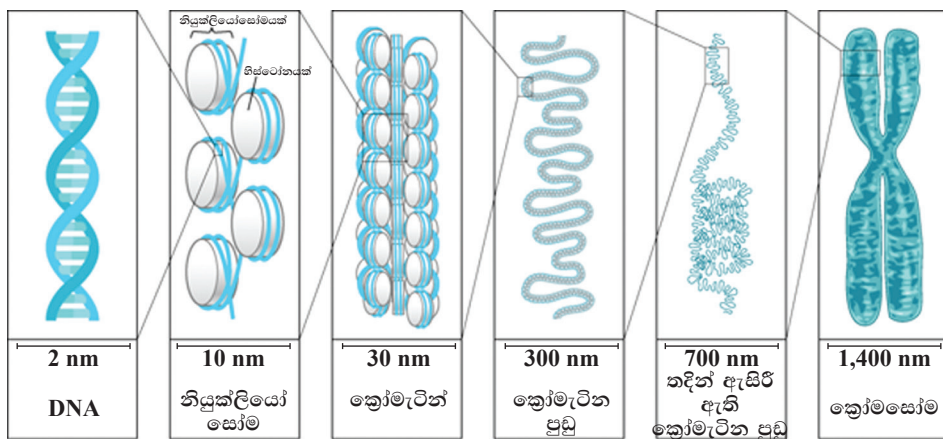 නියුක්ලියෝසෝමයක්
හිස්ටෝනයක්
2 nm
10 nm
30 nm
300 nm
700 nm
1,400 nm
DNA
නියුක්ලියෝ
සෝම
ක්‍රෝමැටින්
ක්‍රෝමැටින
පුඩු
තදින් ඇසිරී
ඇති
ක්‍රෝමැටින පුඩු
ක්‍රෝමසෝම